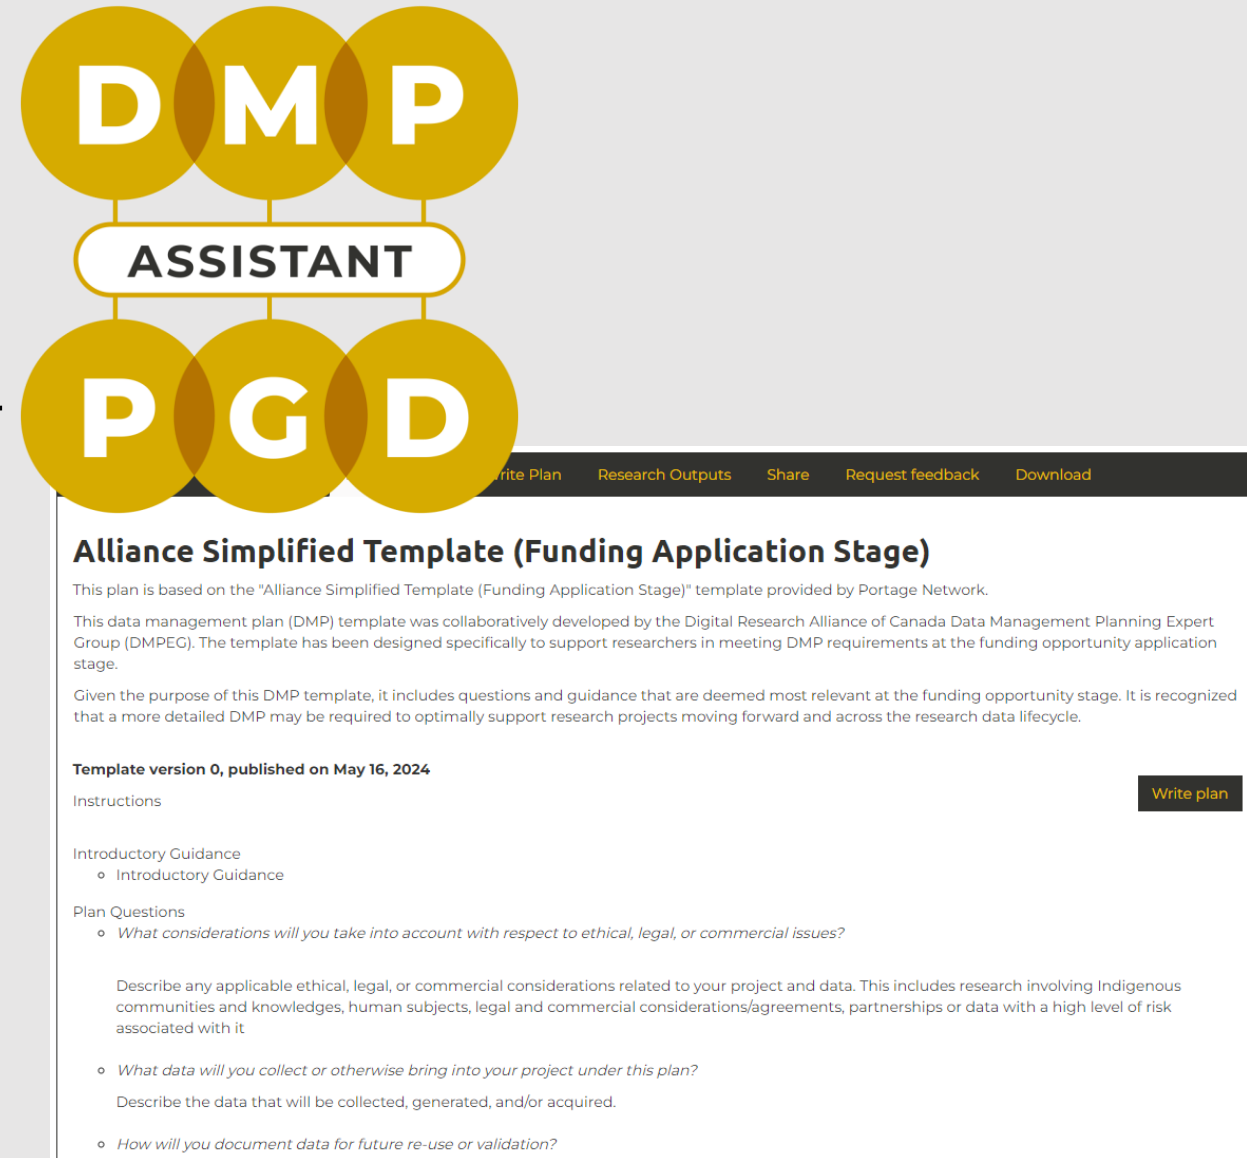 DMP
ASSISTANT
PGD
rite Plan Research Outputs Share Request feedback Download
Alliance Simplified Template (Funding Application Stage)
This plan is based on the "Alliance Simplified Template (Funding Application Stage)" template provided by Portage Network.
This data management plan (DMP) template was collaboratively developed by the Digital Research Alliance of Canada Data Management Planning Expert
Group (DMPEG). The template has been designed specifically to support researchers in meeting DMP requirements at the funding opportunity application
stage.
Given the purpose of this DMP template, it includes questions and guidance that are deemed most relevant at the funding opportunity stage. It is recognized
that a more detailed DMP may be required to optimally support research projects moving forward and across the research data lifecycle.
Template version 0, published on May 16, 2024
Write plan
Instructions
Introductory Guidance
Introductory Guidance
Plan Questions
What considerations will you take into account with respect to ethical, legal, or commercial issues?
Describe any applicable ethical, legal, or commercial considerations related to your project and data. This includes research involving Indigenous
communities and knowledges, human subjects, legal and commercial considerations/agreements, partnerships or data with a high level of risk
associated with it
What data will you collect or otherwise bring into your project under this plan?
Describe the data that will be collected, generated, and/or acquired.
How will you document data for future re-use or validation?